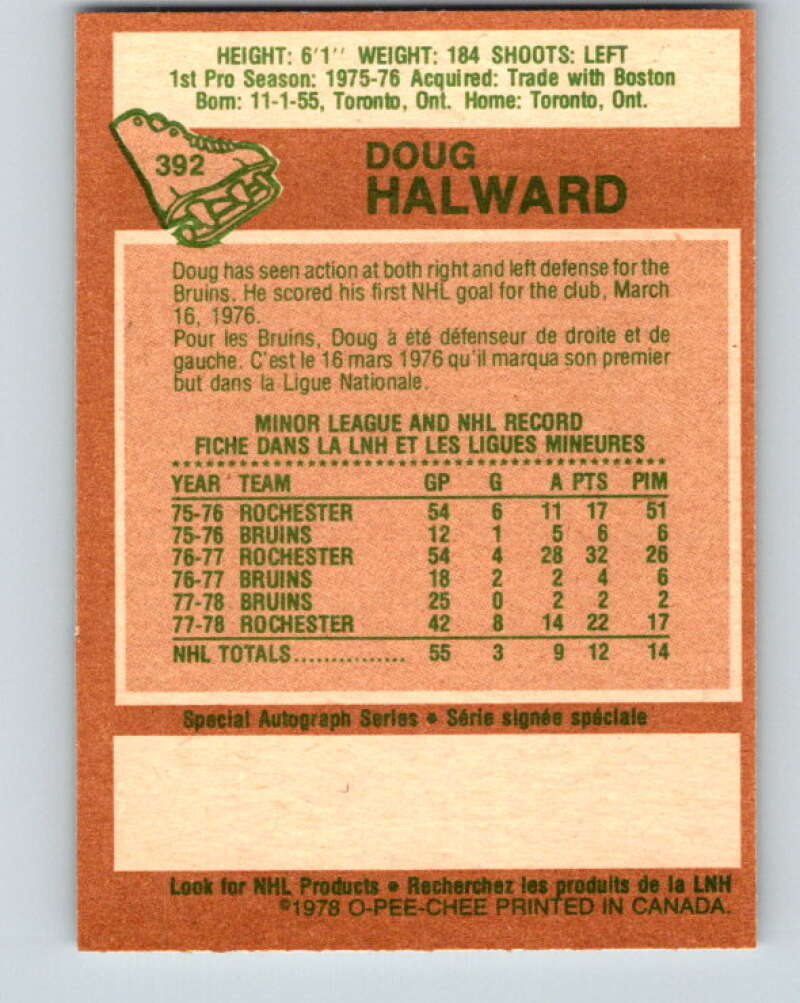 HEIGHT: 6'1'' WEIGHT: 184 SHOOTS: LEFT
1st Pro Season: 1975-76 Acquired: Trade with Boston
Born: 11-1-55, Toronto, Ont. Home: Toronto, Ont.
392
DOUG
HALWARD
Doug has seen action at both right and left defense for the
Bruins. He scored his first NHL goal for the club, March
16, 1976.
Pour les Bruins, Doug à été défenseur de droite et de
gauche. C'est le 16 mars 1976 qu'il marqua son premier
but dans la Ligue Nationale.
MINOR LEAGUE AND NHL RECORD
FICHE DANS LA LNH ET LES LIGUES MINEURES
YEAR TEAM GP G A PTS PIM
75-76 ROCHESTER 54 6 11 17 51
75-76 BRUINS 12 1 5 6 6
76-77 ROCHESTER 54 4 28 32 26
76-77 BRUINS 18 2 2 4 6
77-78 BRUINS 25 0 2 2 2
77-78 ROCHESTER 42 8 14 22 17
NHL TOTALS............... 55 3 9 12 14
Special Autograph Series • Série signée spéciale
Look for NHL Products • Recherchez les produits de la LNH
©1978 O-PEE-CHEE PRINTED IN CANADA.